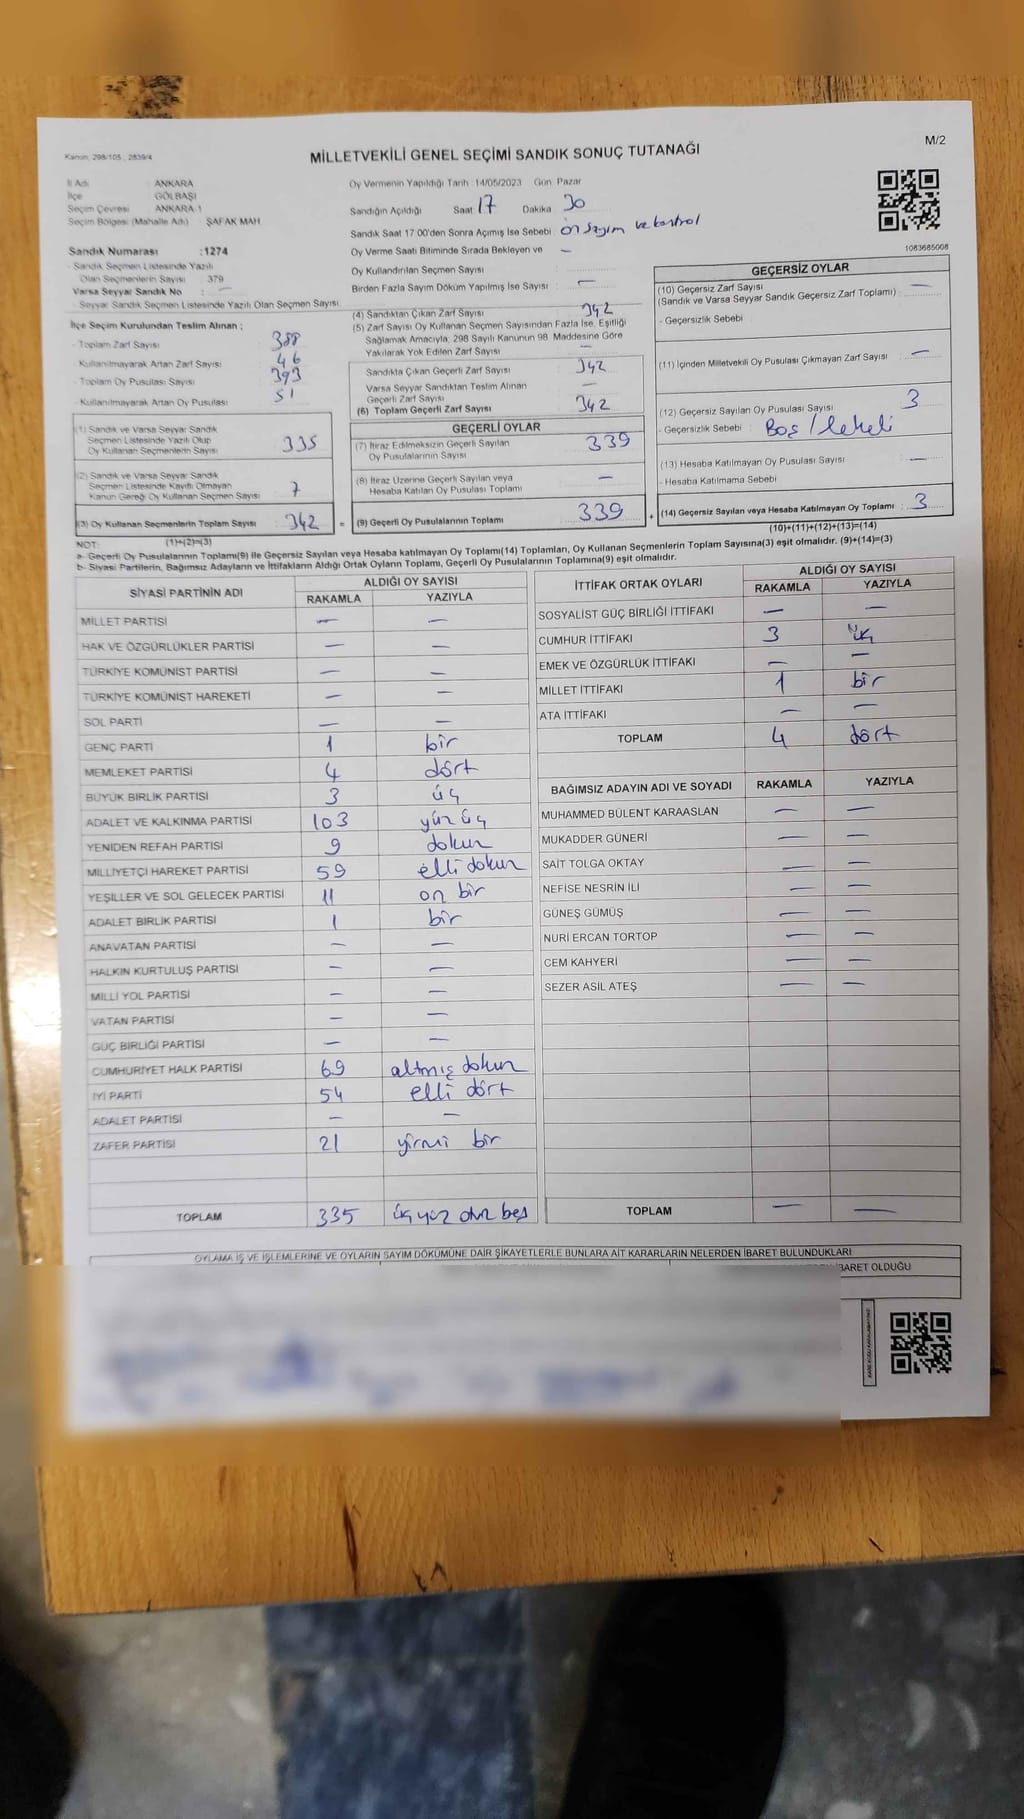 Kanun: 298/105 , 2839/4
MİLLETVEKİLİ GENEL SEÇİMİ SANDIK SONUÇ TUTANAĞI
M/2
İl Adı : ANKARA
İlçe : GÖLBAŞI
Seçim Çevresi : ANKARA 1
Seçim Bölgesi (Mahalle Adı) : ŞAFAK MAH.
Sandık Numarası :1274
- Sandık Seçmen Listesinde Yazılı
Olan Seçmenlerin Sayısı : 379
Varsa Seyyar Sandık No :
- Seyyar Sandık Seçmen Listesinde Yazılı Olan Seçmen Sayısı
Oy Vermenin Yapıldığı Tarih :14/05/2023 Gün: Pazar
Sandığın Açıldığı Saat 17 Dakika 30
Sandık Saat 17:00'den Sonra Açımış İse Sebebi : Ön Sayım ve kontrol
Oy Verme Saati Bitiminde Sırada Bekleyen ve —
Oy Kullandırılan Seçmen Sayısı
Birden Fazla Sayım Döküm Yapılmış İse Sayısı : —
1083685008
İlçe Seçim Kurulundan Teslim Alınan ;
- Toplam Zarf Sayısı 388
- Kullanılmayarak Artan Zarf Sayısı 46
- Toplam Oy Pusulası Sayısı 393
- Kullanılmayarak Artan Oy Pusulası 51
(4) Sandıktan Çıkan Zarf Sayısı 342
(5) Zarf Sayısı Oy Kullanan Seçmen Sayısından Fazla İse, Eşitliği
Sağlamak Amacıyla, 298 Sayılı Kanunun 98. Maddesine Göre
Yakılarak Yok Edilen Zarf Sayısı —
Sandıkta Çıkan Geçerli Zarf Sayısı 342
Varsa Seyyar Sandıktan Teslim Alınan
Geçerli Zarf Sayısı —
(6) Toplam Geçerli Zarf Sayısı 342
GEÇERSİZ OYLAR
(10) Geçersiz Zarf Sayısı —
(Sandık ve Varsa Seyyar Sandık Geçersiz Zarf Toplamı)
- Geçersizlik Sebebi
(11) İçinden Milletvekili Oy Pusulası Çıkmayan Zarf Sayısı —
(12) Geçersiz Sayılan Oy Pusulası Sayısı 3
- Geçersizlik Sebebi : Boş / lekeli
(13) Hesaba Katılmayan Oy Pusulası Sayısı —
- Hesaba Katılmama Sebebi
(14) Geçersiz Sayılan veya Hesaba Katılmayan Oy Toplamı : 3
(10)+(11)+(12)+(13)=(14)
(1) Sandık ve Varsa Seyyar Sandık
Seçmen Listesinde Yazılı Olup
Oy Kullanan Seçmenlerin Sayısı 335
(2) Sandık ve Varsa Seyyar Sandık
Seçmen Listesinde Kayıtlı Olmayan
Kanun Gereği Oy Kullanan Seçmen Sayısı 7
(3) Oy Kullanan Seçmenlerin Toplam Sayısı 342 =
(1)+(2)=(3)
GEÇERLİ OYLAR
(7) İtiraz Edilmeksizin Geçerli Sayılan
Oy Pusulalarının Sayısı 339
(8) İtiraz Üzerine Geçerli Sayılan veya
Hesaba Katılan Oy Pusulası Toplamı —
(9) Geçerli Oy Pusulalarının Toplamı 339 +
NOT:
a- Geçerli Oy Pusulalarının Toplamı(9) ile Geçersiz Sayılan veya Hesaba katılmayan Oy Toplamı(14) Toplamları, Oy Kullanan Seçmenlerin Toplam Sayısına(3) eşit olmalıdır. (9)+(14)=(3)
b- Siyasi Partilerin, Bağımsız Adayların ve İttifakların Aldığı Ortak Oyların Toplamı, Geçerli Oy Pusulalarının Toplamına(9) eşit olmalıdır.
SİYASİ PARTİNİN ADI ALDIĞI OY SAYISI
RAKAMLA YAZIYLA
MİLLET PARTİSİ — —
HAK VE ÖZGÜRLÜKLER PARTİSİ — —
TÜRKİYE KOMÜNİST PARTİSİ — —
TÜRKİYE KOMÜNİST HAREKETİ — —
SOL PARTİ — —
GENÇ PARTİ 1 bir
MEMLEKET PARTİSİ 4 dört
BÜYÜK BİRLİK PARTİSİ 3 üç
ADALET VE KALKINMA PARTİSİ 103 yüz üç
YENİDEN REFAH PARTİSİ 9 dokuz
MİLLİYETÇİ HAREKET PARTİSİ 59 elli dokuz
YEŞİLLER VE SOL GELECEK PARTİSİ 11 on bir
ADALET BİRLİK PARTİSİ 1 bir
ANAVATAN PARTİSİ — —
HALKIN KURTULUŞ PARTİSİ — —
MİLLİ YOL PARTİSİ — —
VATAN PARTİSİ — —
GÜÇ BİRLİĞİ PARTİSİ — —
CUMHURİYET HALK PARTİSİ 69 altmış dokuz
İYİ PARTİ 54 elli dört
ADALET PARTİSİ — —
ZAFER PARTİSİ 21 yirmi bir
TOPLAM 335 üç yüz otuz beş
İTTİFAK ORTAK OYLARI ALDIĞI OY SAYISI
RAKAMLA YAZIYLA
SOSYALİST GÜÇ BİRLİĞİ İTTİFAKI — —
CUMHUR İTTİFAKI 3 üç
EMEK VE ÖZGÜRLÜK İTTİFAKI — —
MİLLET İTTİFAKI 1 bir
ATA İTTİFAKI — —
TOPLAM 4 dört
BAĞIMSIZ ADAYIN ADI VE SOYADI RAKAMLA YAZIYLA
MUHAMMED BÜLENT KARAASLAN — —
MUKADDER GÜNERİ — —
SAİT TOLGA OKTAY — —
NEFİSE NESRİN İLİ — —
GÜNEŞ GÜMÜŞ — —
NURİ ERCAN TORTOP — —
CEM KAHYERİ — —
SEZER ASIL ATEŞ — —
TOPLAM — —
OYLAMA İŞ VE İŞLEMLERİNE VE OYLARIN SAYIM DÖKÜMÜNE DAİR ŞİKAYETLERLE BUNLARA AİT KARARLARIN NELERDEN İBARET BULUNDUKLARI
İBARET OLDUĞU